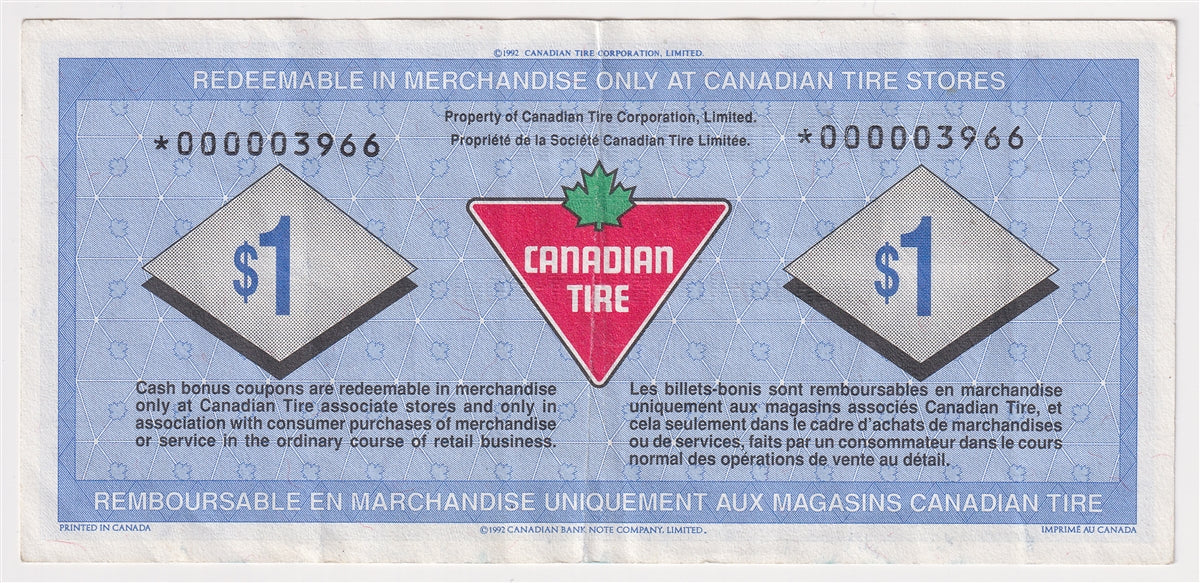 ©1992 CANADIAN TIRE CORPORATION, LIMITED.
REDEEMABLE IN MERCHANDISE ONLY AT CANADIAN TIRE STORES
Property of Canadian Tire Corporation, Limited.
Propriété de la Société Canadian Tire Limitée.
*000003966
*000003966
$1
CANADIAN
TIRE
$1
Cash bonus coupons are redeemable in merchandise
only at Canadian Tire associate stores and only in
association with consumer purchases of merchandise
or service in the ordinary course of retail business.
Les billets-bonis sont remboursables en marchandise
uniquement aux magasins associés Canadian Tire, et
cela seulement dans le cadre d'achats de marchandises
ou de services, faits par un consommateur dans le cours
normal des opérations de vente au détail.
REMBOURSABLE EN MARCHANDISE UNIQUEMENT AUX MAGASINS CANADIAN TIRE
PRINTED IN CANADA
©1992 CANADIAN BANK NOTE COMPANY, LIMITED.
IMPRIMÉ AU CANADA